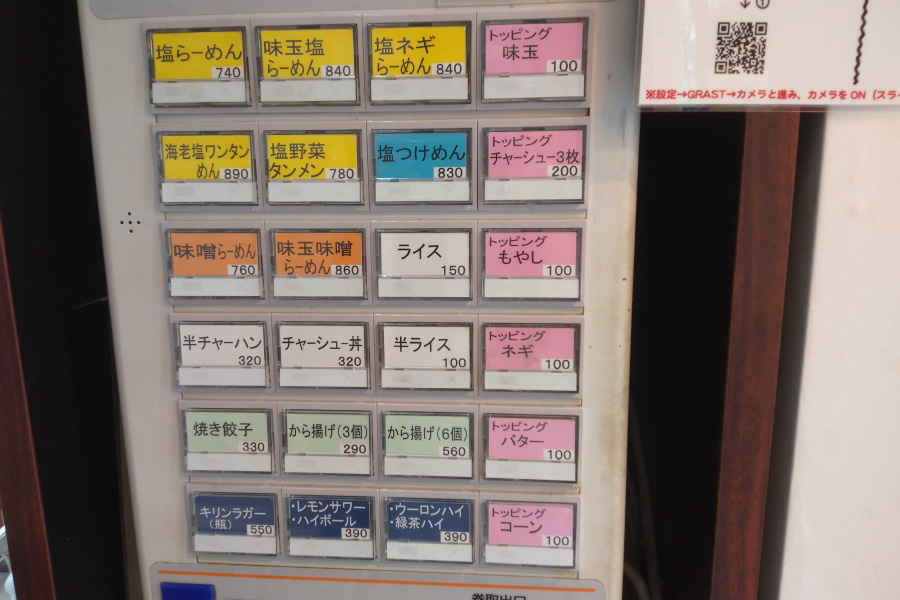 塩らーめん
740
味玉塩
らーめん 840
塩ネギ
らーめん 840
トッピング
味玉
100
海老塩ワンタン
めん 890
塩野菜
タンメン 780
塩つけめん
830
トッピング
チャーシュー3枚
200
味噌らーめん
760
味玉味噌
らーめん 860
ライス
150
トッピング
もやし
100
半チャーハン
320
チャーシュー丼
320
半ライス
100
トッピング
ネギ
100
焼き餃子
330
から揚げ(3個)
290
から揚げ(6個)
560
トッピング
バター
100
キリンラガー
(瓶) 550
・レモンサワー
・ハイボール
390
・ウーロンハイ
・緑茶ハイ
390
トッピング
コーン
100
↓①
※設定→GRAST→カメラと進み、カメラをON(スラ